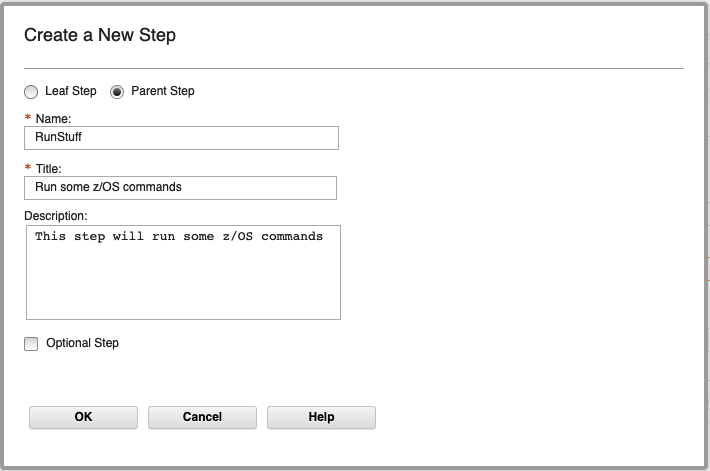 Create a New Step
Leaf Step Parent Step
* Name:
RunStuff
* Title:
Run some z/OS commands
Description:
This step will run some z/OS commands
Optional Step
OK Cancel Help